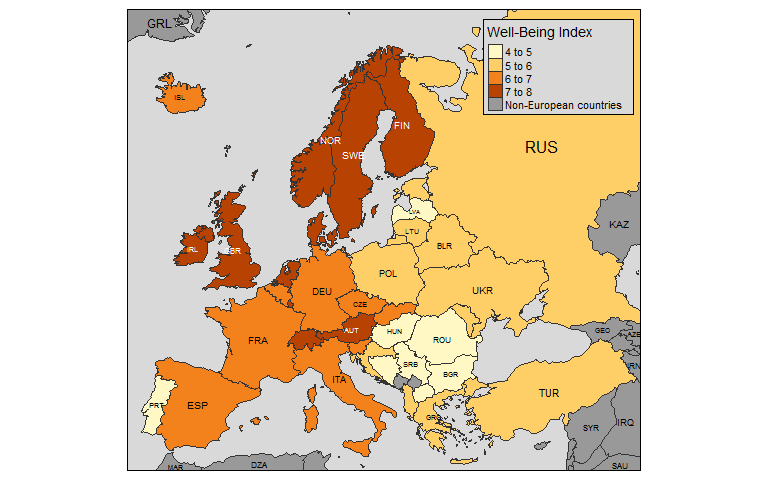 GRL
Well-Being Index
4 to 5
5 to 6
6 to 7
7 to 8
Non-European countries
ISL
NOR
SWE
FIN
RUS
LVA
LTU
KAZ
IRL
BLR
POL
DEU
UKR
CZE
FRA
AUT
HUN
ROU
GEO
AZE
SRB
BGR
ITA
ESP
PRT
TUR
GRC
IRQ
SYR
MAR
DZA
SAU